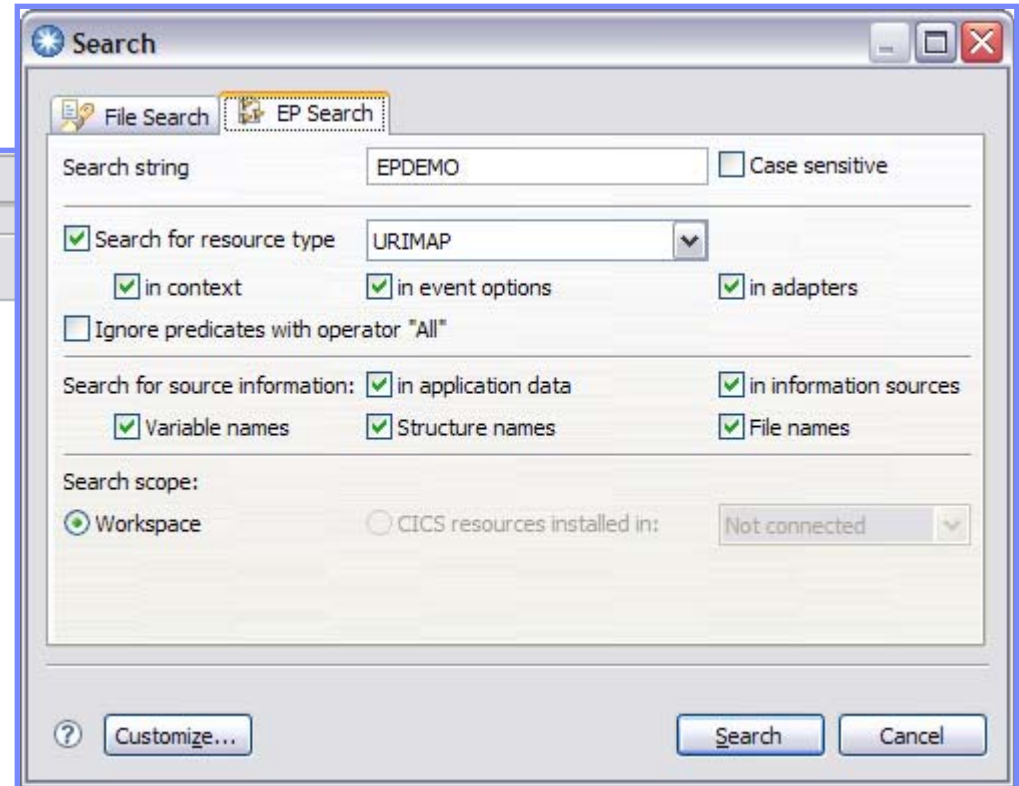 Search
File Search EP Search
Search string EPDEMO Case sensitive
Search for resource type URIMAP
in context in event options in adapters
Ignore predicates with operator "All"
Search for source information: in application data in information sources
Variable names Structure names File names
Search scope:
Workspace CICS resources installed in: Not connected
? Customize... Search Cancel